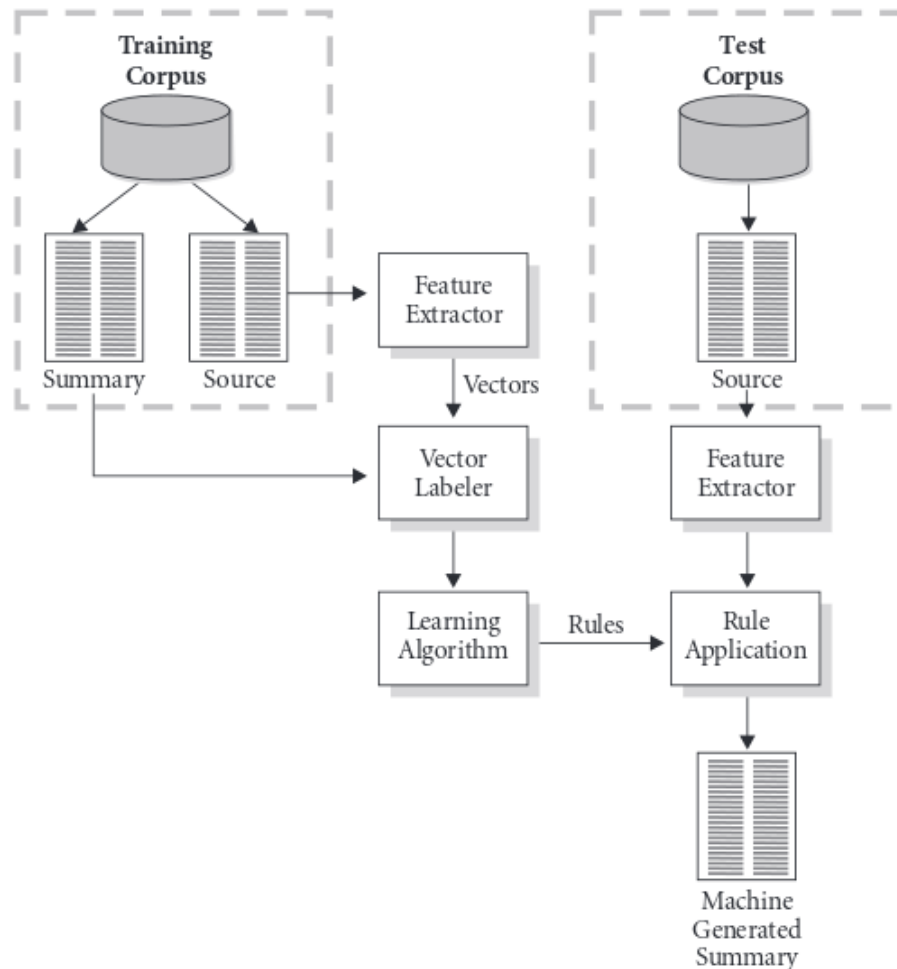 Training
Corpus
Test
Corpus
Summary
Source
Feature
Extractor
Vectors
Source
Vector
Labeler
Feature
Extractor
Learning
Algorithm
Rules
Rule
Application
Machine
Generated
Summary